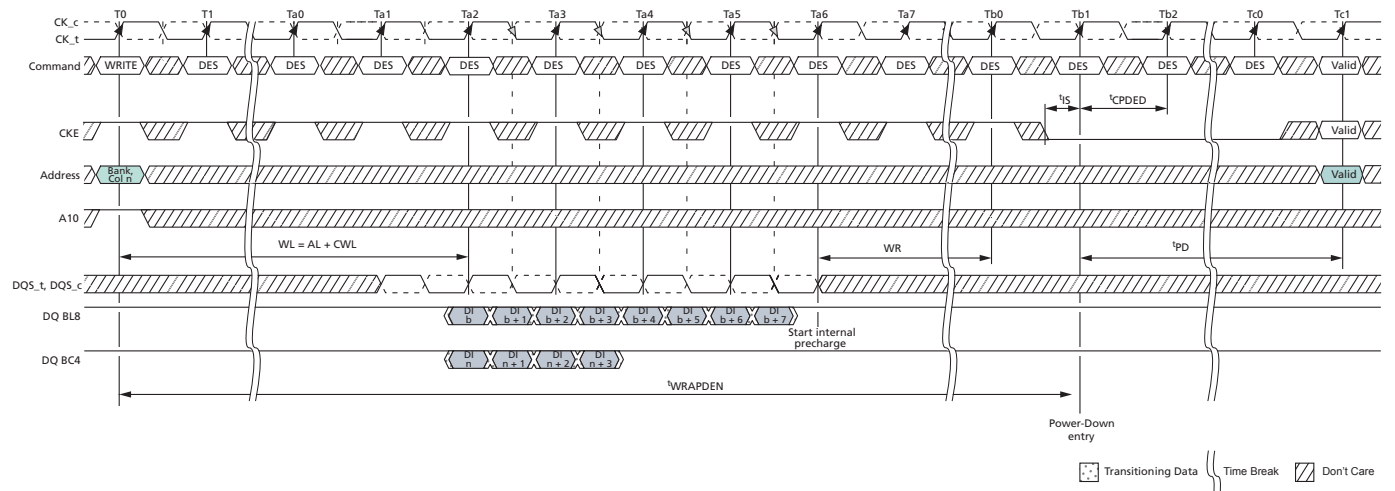 T0 T1 Ta0 Ta1 Ta2 Ta3 Ta4 Ta5 Ta6 Ta7 Tb0 Tb1 Tb2 Tc0 Tc1
CK_c
CK_t
Command WRITE DES DES DES DES DES DES DES DES DES DES DES DES DES Valid
tIS tCPDED
CKE Valid
Address Bank, Col n Valid
A10
WL = AL + CWL WR tPD
DQS_t, DQS_c
DQ BL8 DI b DI b + 1 DI b + 2 DI b + 3 DI b + 4 DI b + 5 DI b + 6 DI b + 7
Start internal
precharge
DQ BC4 DI n DI n + 1 DI n + 2 DI n + 3
tWRAPDEN
Power-Down
entry
Transitioning Data Time Break Don't Care